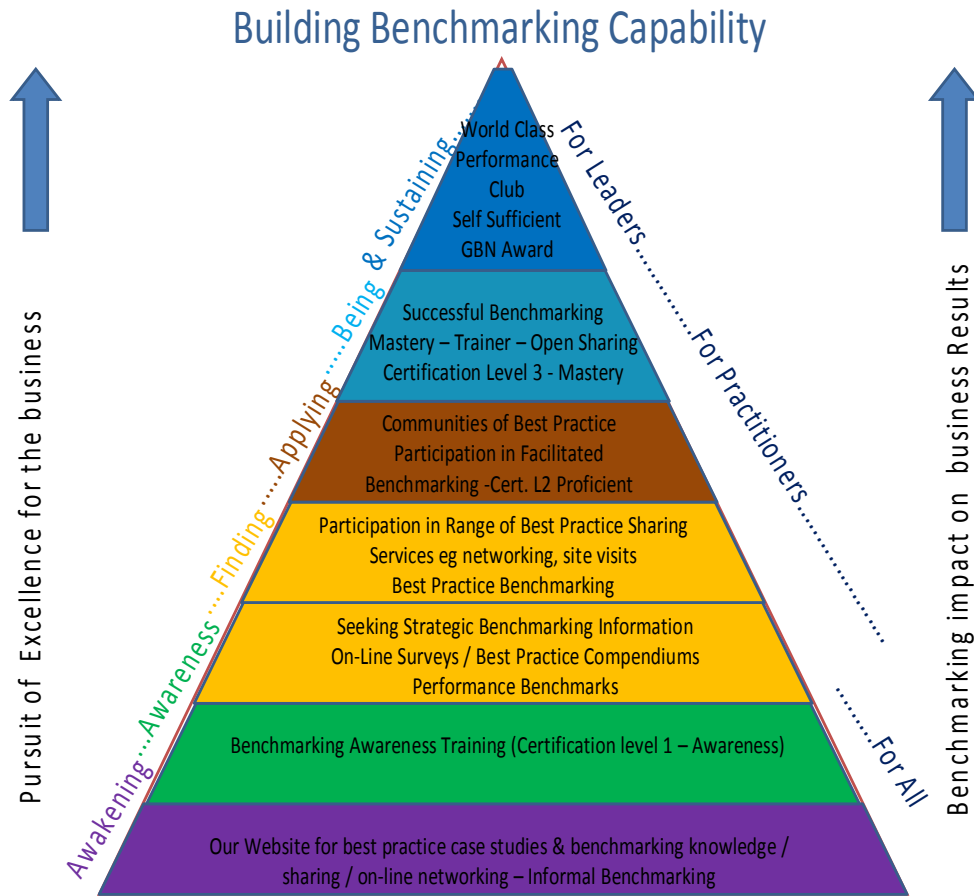 Building Benchmarking Capability
Pursuit of Excellence for the business
Awakening ....Awareness ....Finding ......Applying .....Being & Sustaining.....
World Class
Performance
Club
Self Sufficient
GBN Award
Successful Benchmarking
Mastery – Trainer – Open Sharing
Certification Level 3 - Mastery
Communities of Best Practice
Participation in Facilitated
Benchmarking -Cert. L2 Proficient
Participation in Range of Best Practice Sharing
Services eg networking, site visits
Best Practice Benchmarking
Seeking Strategic Benchmarking Information
On-Line Surveys / Best Practice Compendiums
Performance Benchmarks
Benchmarking Awareness Training (Certification level 1 – Awareness)
Our Website for best practice case studies & benchmarking knowledge /
sharing / on-line networking – Informal Benchmarking
For Leaders.........For Practitioners.................. ........For All
Benchmarking impact on business Results